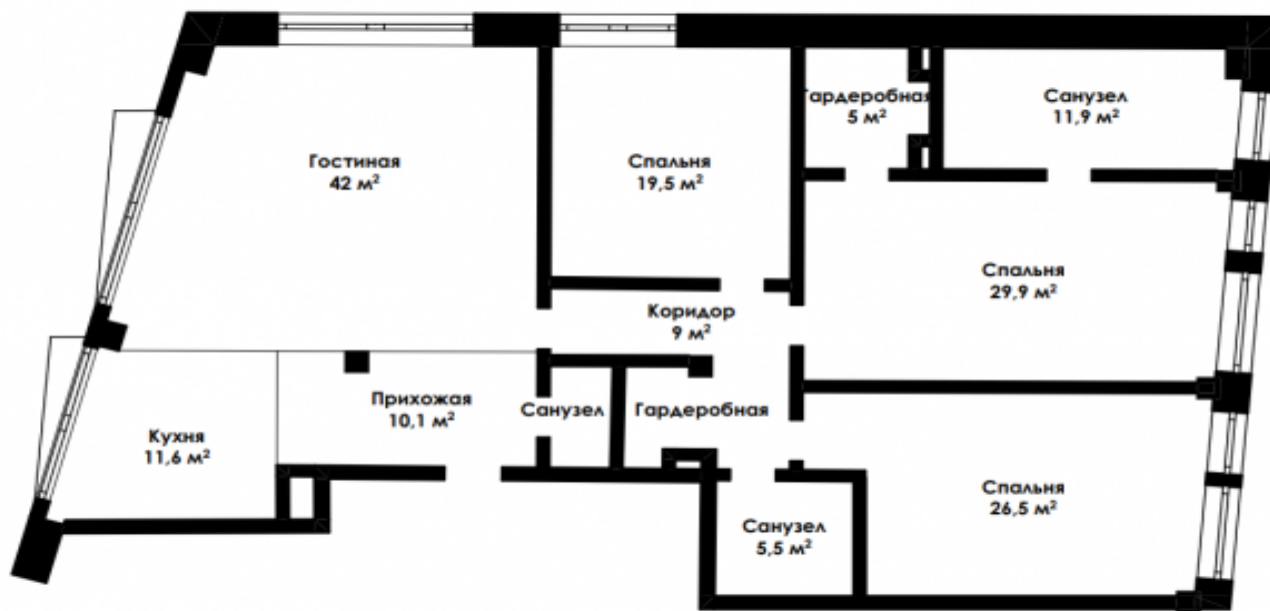 Гардеробная
5 м²
Санузел
11,9 м²
Гостиная
42 м²
Спальня
19,5 м²
Спальня
29,9 м²
Коридор
9 м²
Прихожая
10,1 м²
Санузел
Гардеробная
Кухня
11,6 м²
Спальня
26,5 м²
Санузел
5,5 м²